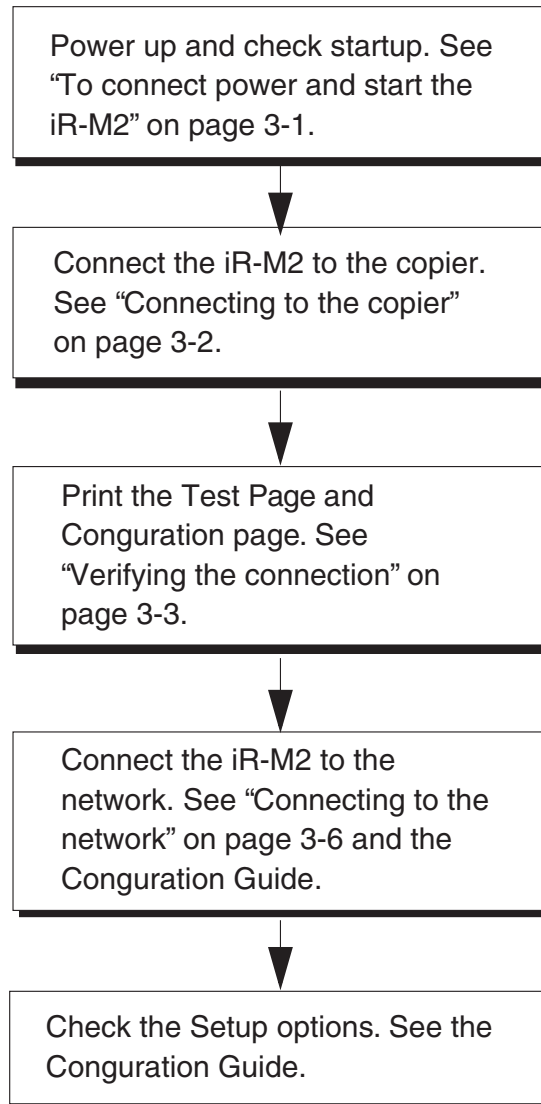 Power up and check startup. See
“To connect power and start the
iR-M2” on page 3-1.
Connect the iR-M2 to the copier.
See “Connecting to the copier”
on page 3-2.
Print the Test Page and
Conguration page. See
“Verifying the connection” on
page 3-3.
Connect the iR-M2 to the
network. See “Connecting to the
network” on page 3-6 and the
Conguration Guide.
Check the Setup options. See the
Conguration Guide.